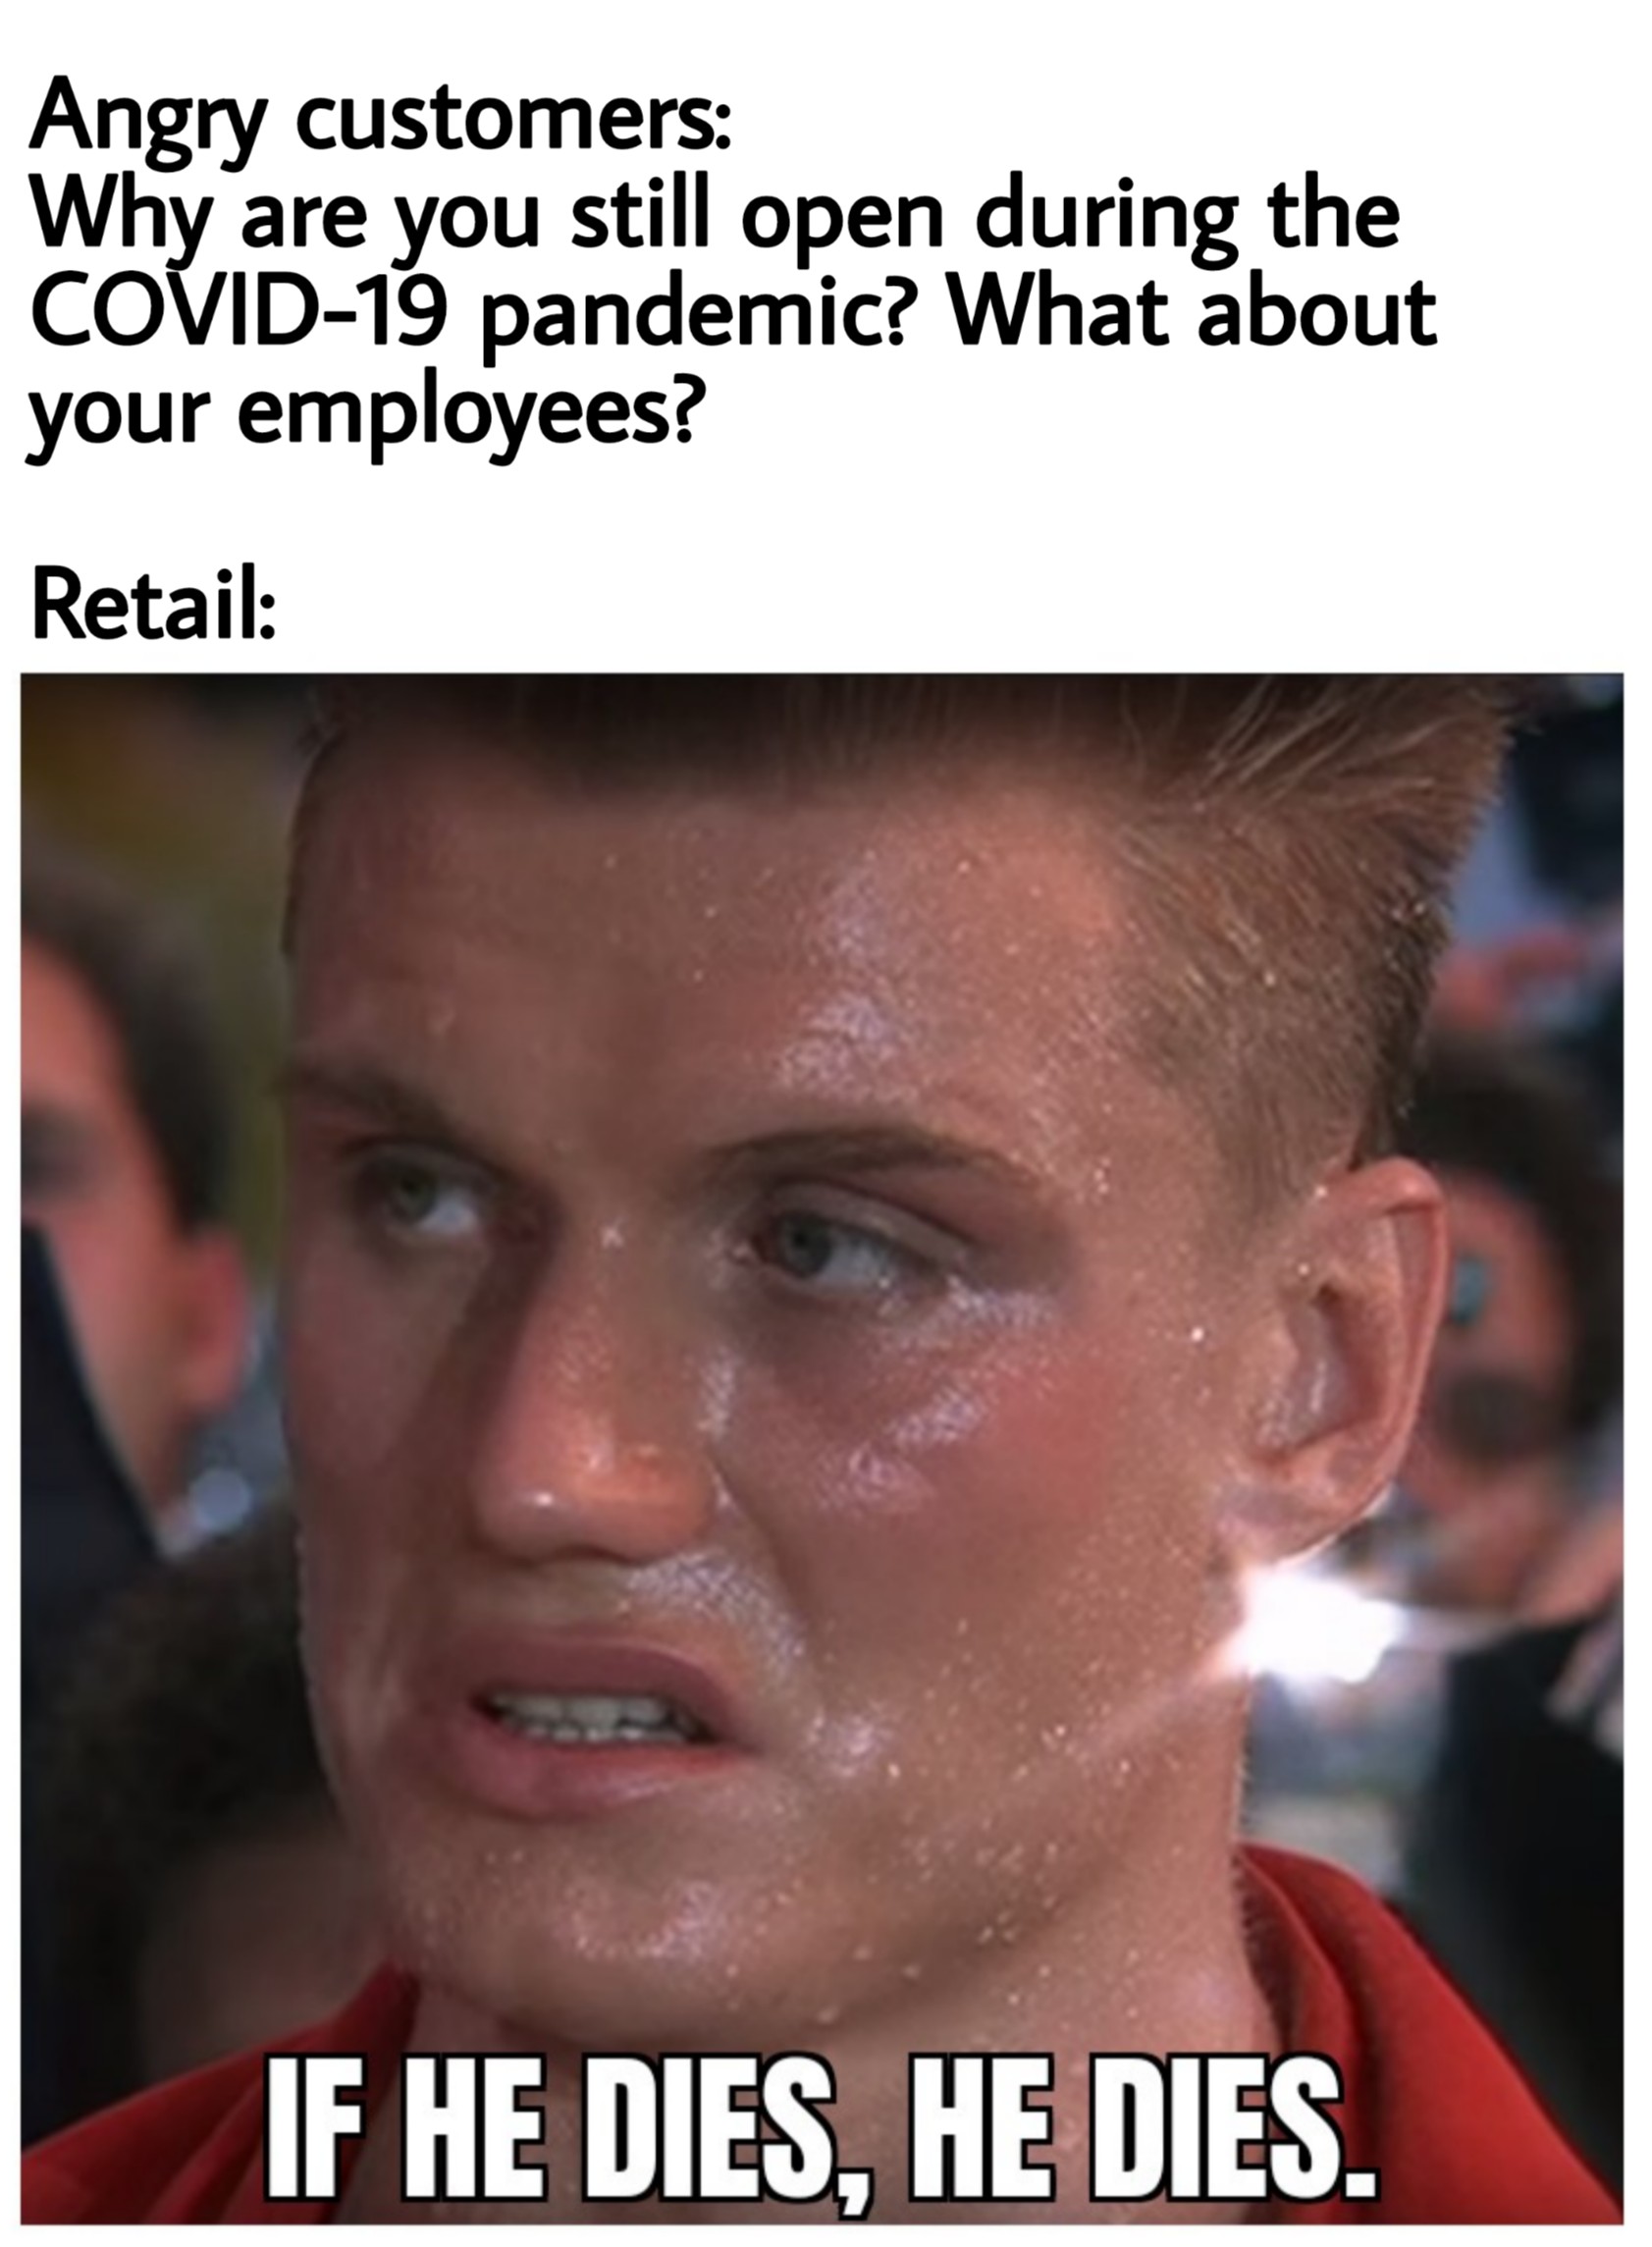 Angry customers:
Why are you still open during the
COVID-19 pandemic? What about
your employees?
Retail:
IF HE DIES, HE DIES.